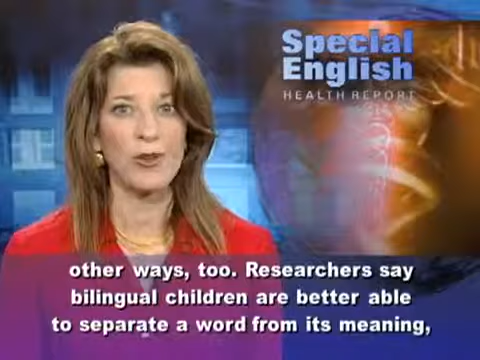 Special
English
HEALTH REPORT
other ways, too. Researchers say
bilingual children are better able
to separate a word from its meaning,